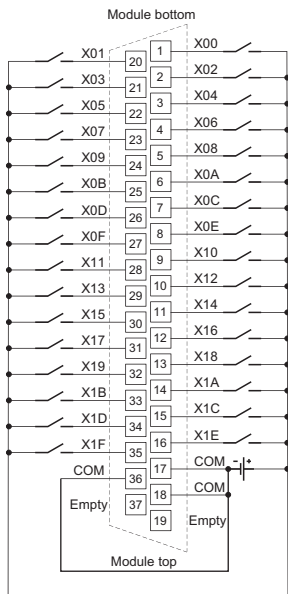 Module bottom
X01 20 1 X00
X03 21 2 X02
X05 22 3 X04
X07 23 4 X06
X09 24 5 X08
X0B 25 6 X0A
X0D 26 7 X0C
X0F 27 8 X0E
X11 28 9 X10
X13 29 10 X12
X15 30 11 X14
X17 31 12 X16
X19 32 13 X18
X1B 33 14 X1A
X1D 34 15 X1C
X1F 35 16 X1E
COM 36 17 COM - +
Empty 37 18 COM
19 Empty
Module top